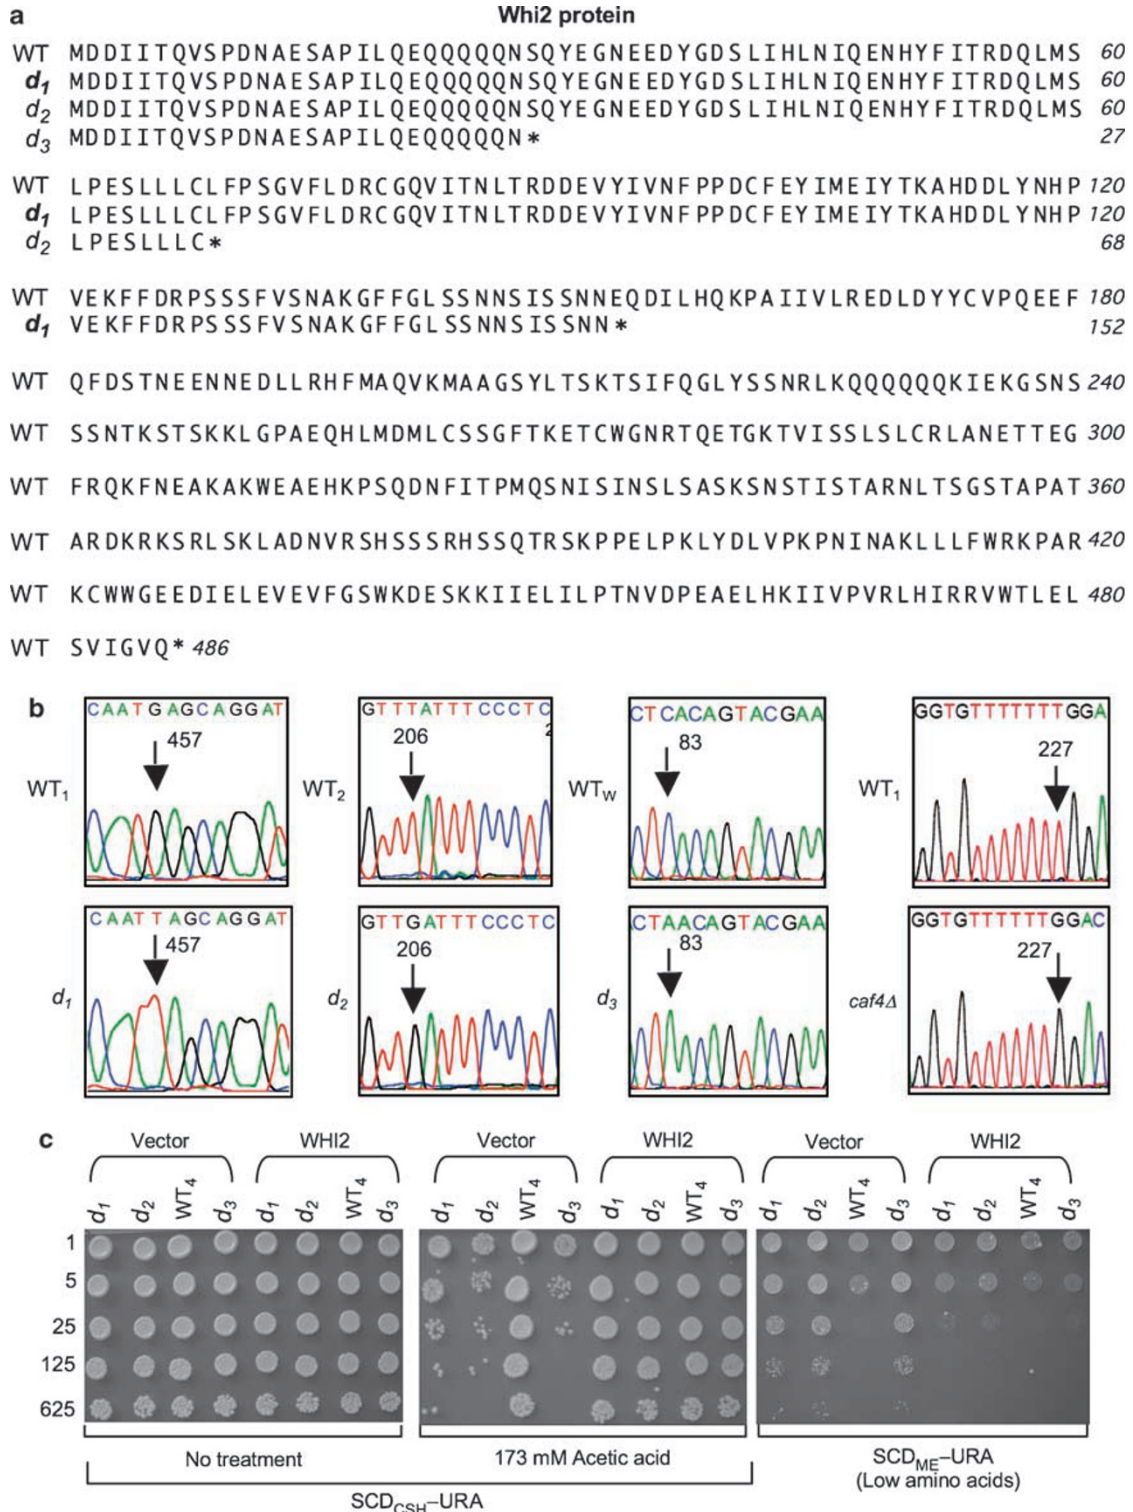 a
Whi2 protein
WT MDDIITQVSPDNAESAPILQEQQQQQNSQYEGNEEDYGDSLIHLNIQENHYFITRDQLMS 60
d1 MDDIITQVSPDNAESAPILQEQQQQQNSQYEGNEEDYGDSLIHLNIQENHYFITRDQLMS 60
d2 MDDIITQVSPDNAESAPILQEQQQQQNSQYEGNEEDYGDSLIHLNIQENHYFITRDQLMS 60
d3 MDDIITQVSPDNAESAPILQEQQQQQN* 27
WT LPESLLLCLFPSGVFLDRCGQVITNLTRDDEVYIVNFPPDCFEYIMEIYTKAHDDLYNHP 120
d1 LPESLLLCLFPSGVFLDRCGQVITNLTRDDEVYIVNFPPDCFEYIMEIYTKAHDDLYNHP 120
d2 LPESLLLC* 68
WT VEKFFDRPSSSFVSNAKGFFGLSSNNSISSNNEQDILHQKPAIIVLREDLDYYCVPQEEF 180
d1 VEKFFDRPSSSFVSNAKGFFGLSSNNSISSNN* 152
WT QFDSTNEENNEDLLRHFMAQVKMAAGSYLTSKTSIFQGLYSSNRLKQQQQQQKIEKGSNS 240
WT SSNTKSTSKKLGPAEQHLMDMLCSSGFTKETCWGNRTQETGKTVISSLSLCRLANETTEG 300
WT FRQKFNEAKAKWEAEHKPSQDNFITPMQSNISINSLSASKSNSTISTARNLTSGSTAPAT 360
WT ARDKRKSRLSKLADNVRSHSSSRHSSQTRSKPPELPKLYDLVPKPNINAKLLLFWRKPAR 420
WT KCWWGEEDIELEVEVFGSWKDESKKIIELILPTNVDPEAELHKIIVPVRLHIRRVWTLEL 480
WT SVIGVQ* 486
b
CAATGAGCAGGAT GTTTATTTCCCTC CTCACAGTACGAA GGTGTTTTTTTGGA
457 206 2 83 227
WT1 WT2 WTW WT1
CAATTAGCAGGAT GTTGATTTCCCTC CTAACAGTACGAA GGTGTTTTTTGGAC
457 206 83 227
d1 d2 d3 caf4Δ
c
Vector WHI2 Vector WHI2 Vector WHI2
d1 d2 WT4 d3 d1 d2 WT4 d3 d1 d2 WT4 d3 d1 d2 WT4 d3 d1 d2 WT4 d3 d1 d2 WT4 d3
1
5
25
125
625
No treatment 173 mM Acetic acid SCDME–URA
(Low amino acids)
SCDCSH–URA